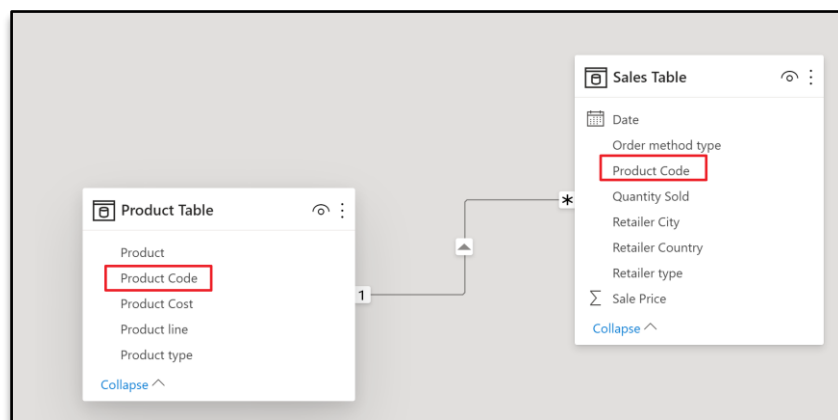 Product Table
Product
Product Code
Product Cost
Product line
Product type
Collapse
1
*
Sales Table
Date
Order method type
Product Code
Quantity Sold
Retailer City
Retailer Country
Retailer type
Σ Sale Price
Collapse